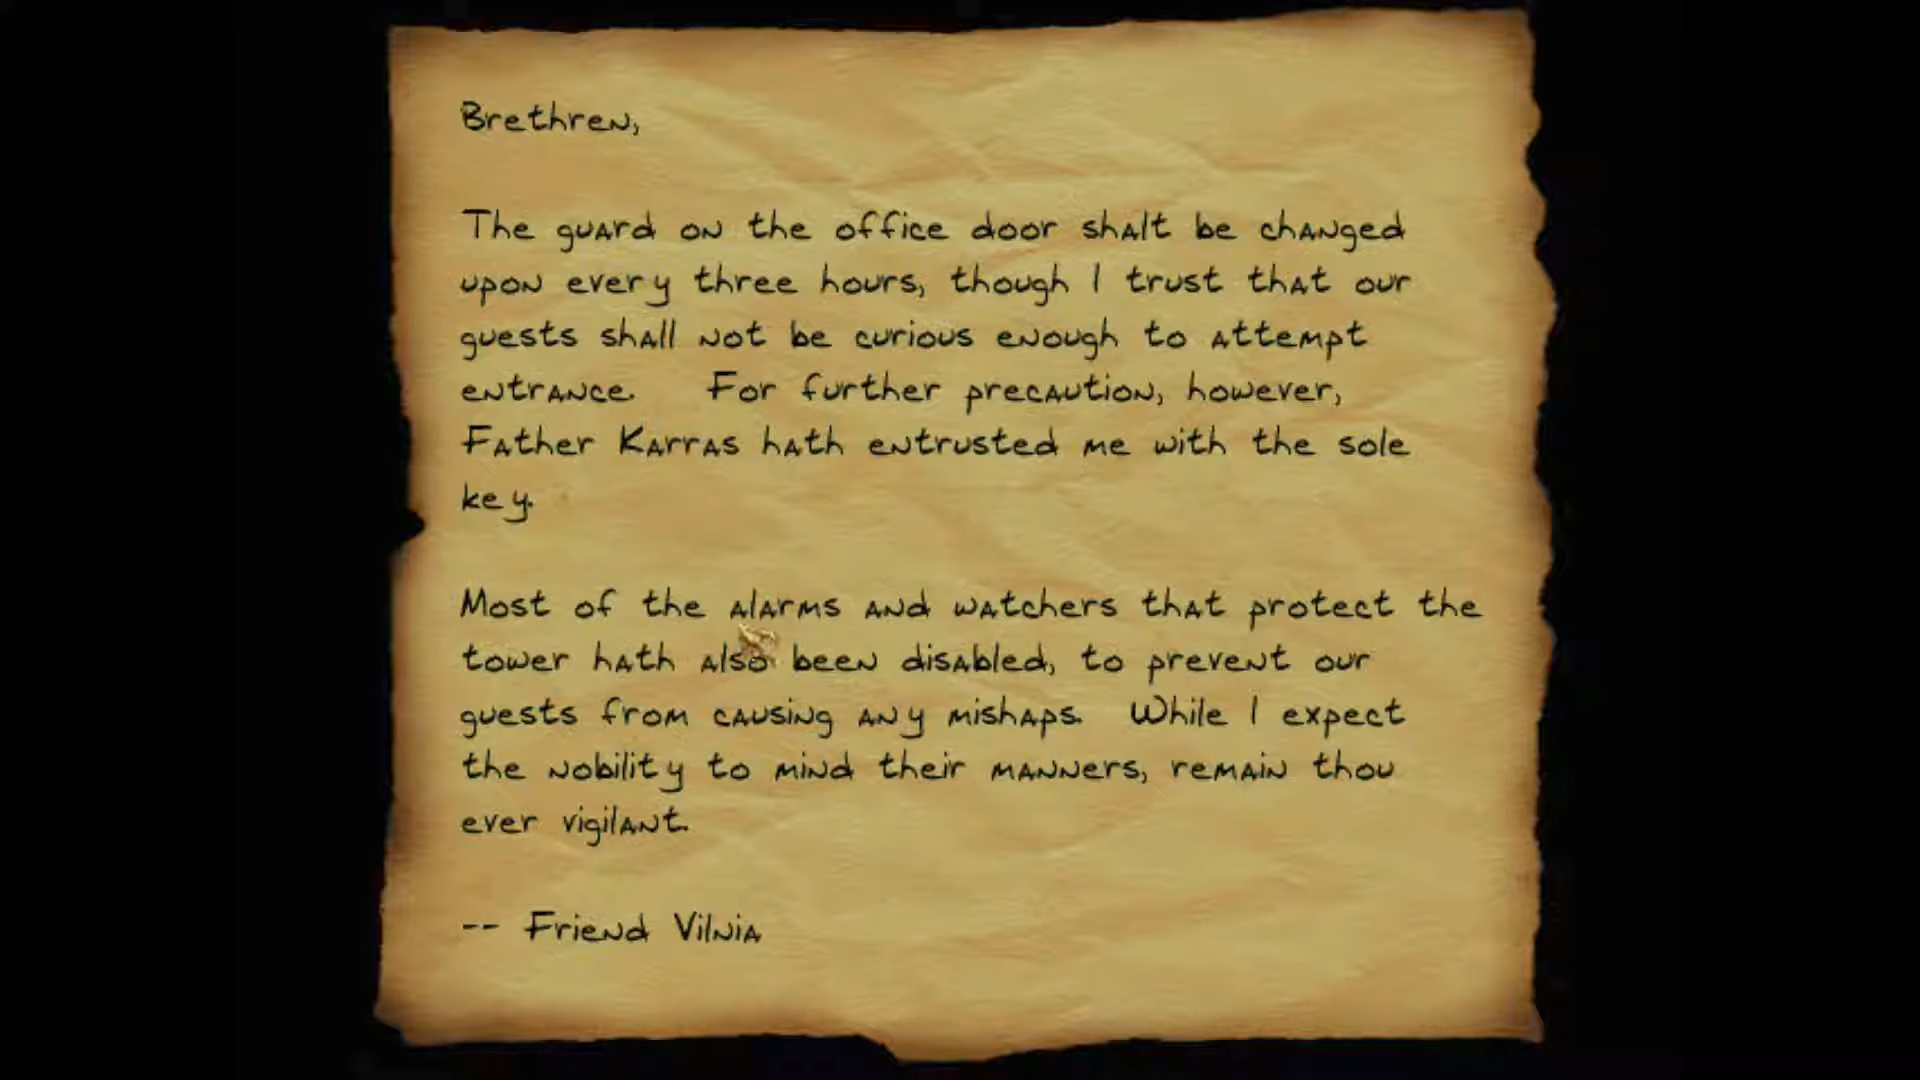 Brethren,
The guard on the office door shalt be changed
upon every three hours, though I trust that our
guests shall not be curious enough to attempt
entrance.  For further precaution, however,
Father Karras hath entrusted me with the sole
key.
Most of the alarms and watchers that protect the
tower hath also been disabled, to prevent our
guests from causing any mishaps.  While I expect
the nobility to mind their manners, remain thou
ever vigilant.
-- Friend Vilnia